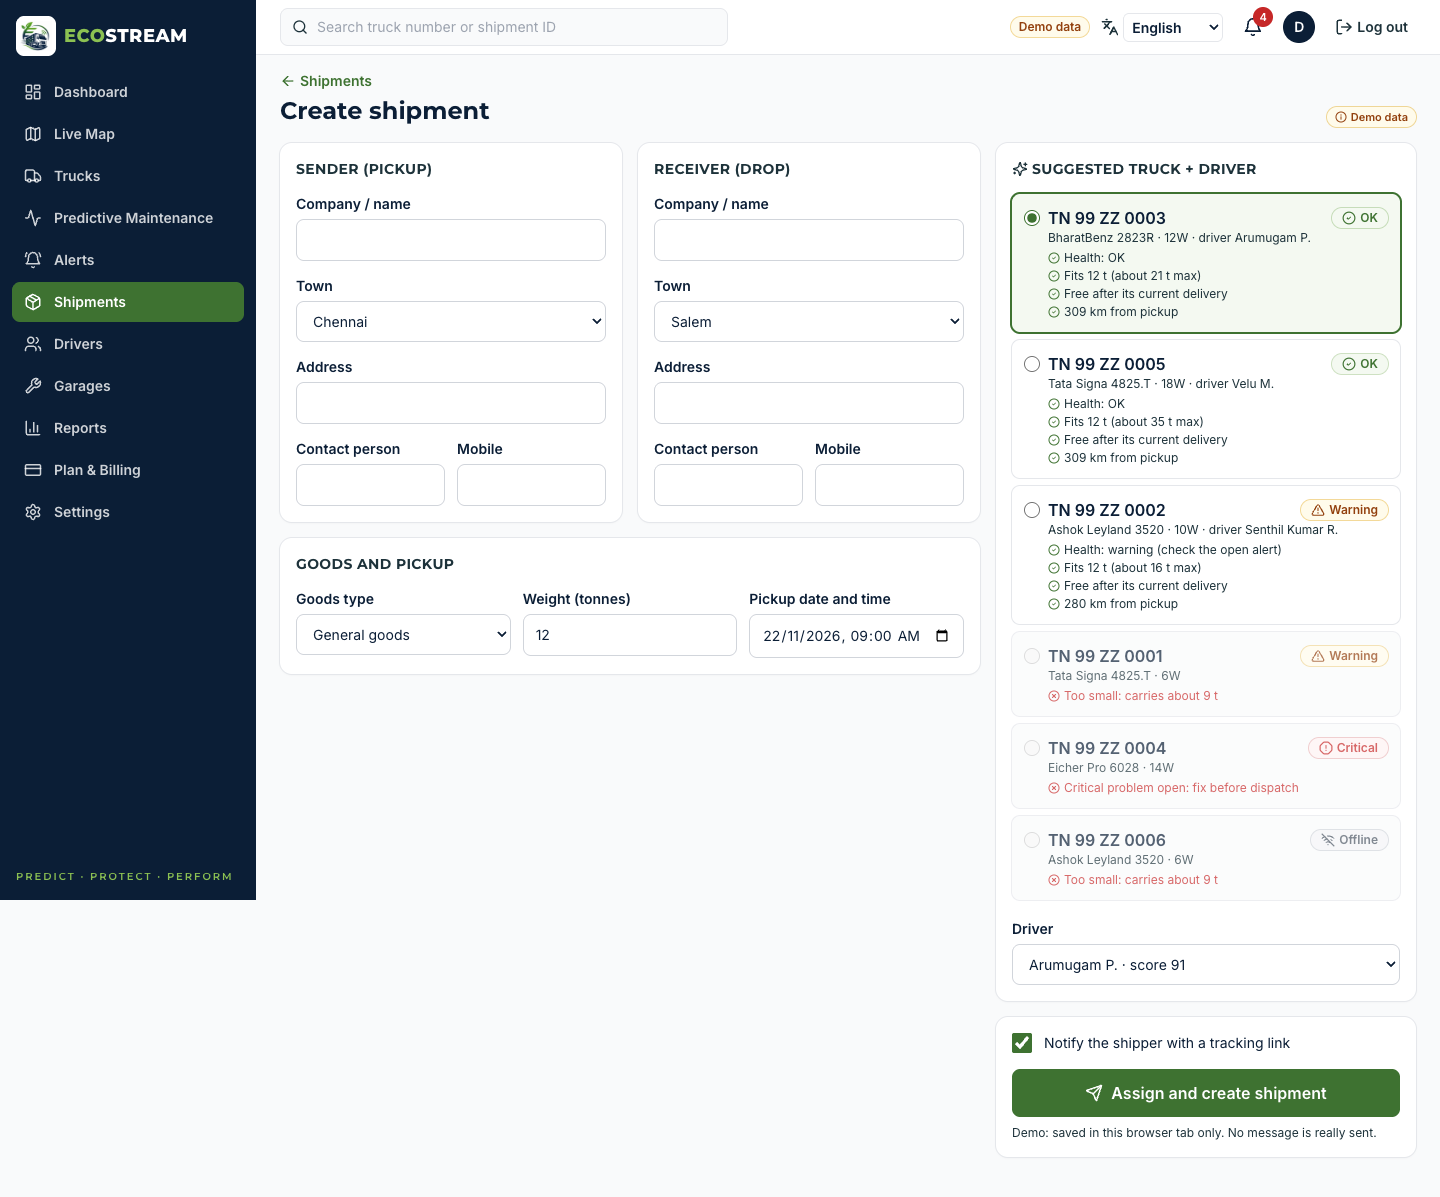 ECOSTREAM
Dashboard
Live Map
Trucks
Predictive Maintenance
Alerts
Shipments
Drivers
Garages
Reports
Plan & Billing
Settings
PREDICT · PROTECT · PERFORM
Search truck number or shipment ID
Demo data
English
4
D
Log out
Shipments
Create shipment
Demo data
SENDER (PICKUP)
Company / name
Town
Chennai
Address
Contact person
Mobile
RECEIVER (DROP)
Company / name
Town
Salem
Address
Contact person
Mobile
GOODS AND PICKUP
Goods type
General goods
Weight (tonnes)
12
Pickup date and time
22/11/2026, 09:00 AM
SUGGESTED TRUCK + DRIVER
TN 99 ZZ 0003
OK
BharatBenz 2823R · 12W · driver Arumugam P.
Health: OK
Fits 12 t (about 21 t max)
Free after its current delivery
309 km from pickup
TN 99 ZZ 0005
OK
Tata Signa 4825.T · 18W · driver Velu M.
Health: OK
Fits 12 t (about 35 t max)
Free after its current delivery
309 km from pickup
TN 99 ZZ 0002
Warning
Ashok Leyland 3520 · 10W · driver Senthil Kumar R.
Health: warning (check the open alert)
Fits 12 t (about 16 t max)
Free after its current delivery
280 km from pickup
TN 99 ZZ 0001
Warning
Tata Signa 4825.T · 6W
Too small: carries about 9 t
TN 99 ZZ 0004
Critical
Eicher Pro 6028 · 14W
Critical problem open: fix before dispatch
TN 99 ZZ 0006
Offline
Ashok Leyland 3520 · 6W
Too small: carries about 9 t
Driver
Arumugam P. · score 91
Notify the shipper with a tracking link
Assign and create shipment
Demo: saved in this browser tab only. No message is really sent.